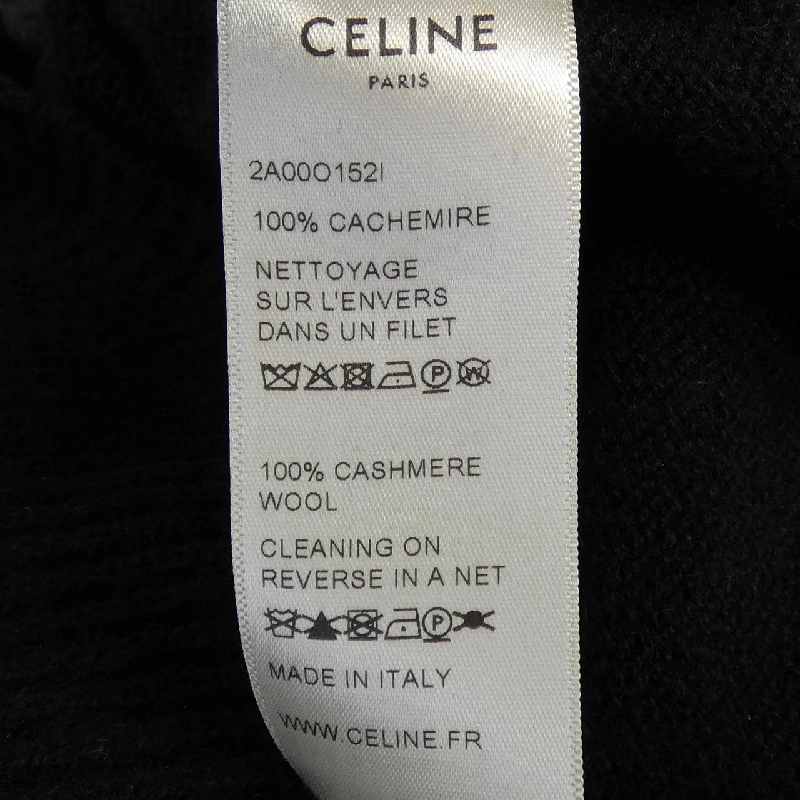 CELINE
PARIS
2A00O152I
100% CACHEMIRE
NETTOYAGE
SUR L'ENVERS
DANS UN FILET
P W
100% CASHMERE
WOOL
CLEANING ON
REVERSE IN A NET
P
MADE IN ITALY
WWW.CELINE.FR